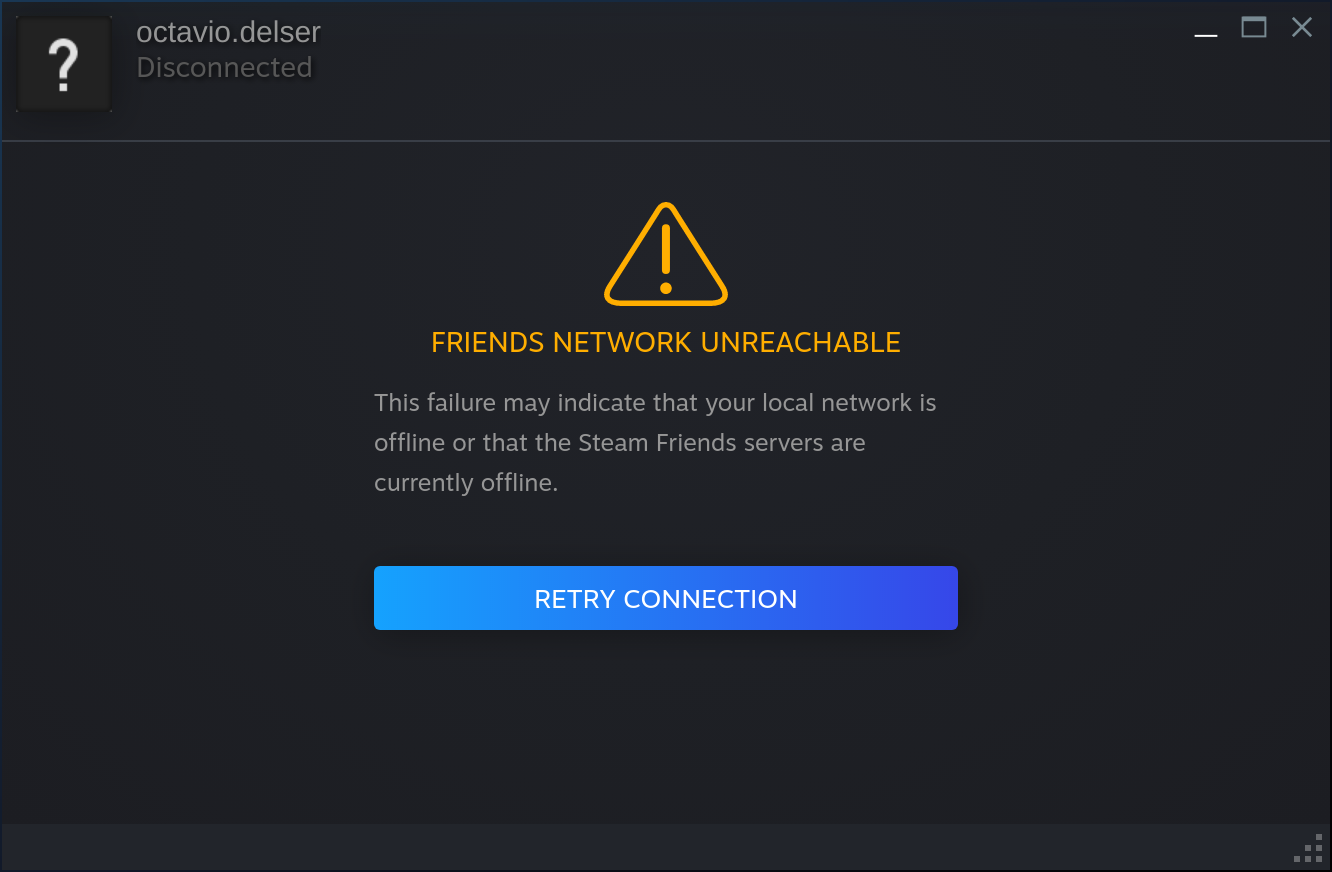 octavio.delser
Disconnected
FRIENDS NETWORK UNREACHABLE
This failure may indicate that your local network is
offline or that the Steam Friends servers are
currently offline.
RETRY CONNECTION